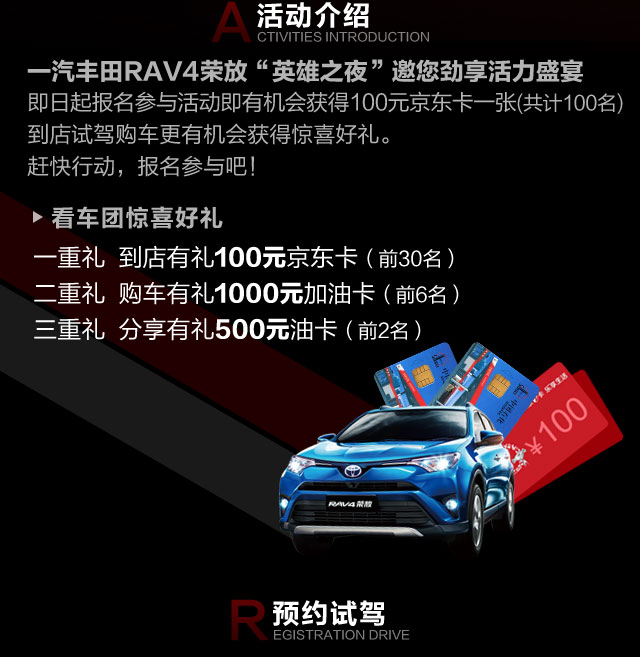 活动介绍
ACTIVITIES INTRODUCTION
一汽丰田RAV4荣放“英雄之夜”邀您劲享活力盛宴
即日起报名参与活动即有机会获得100元京东卡一张(共计100名)
到店试驾购车更有机会获得惊喜好礼。
赶快行动，报名参与吧！
看车团惊喜好礼
一重礼 到店有礼100元京东卡（前30名）
二重礼 购车有礼1000元加油卡（前6名）
三重礼 分享有礼500元油卡（前2名）
100
RAV4荣放
预约试驾
REGISTRATION DRIVE